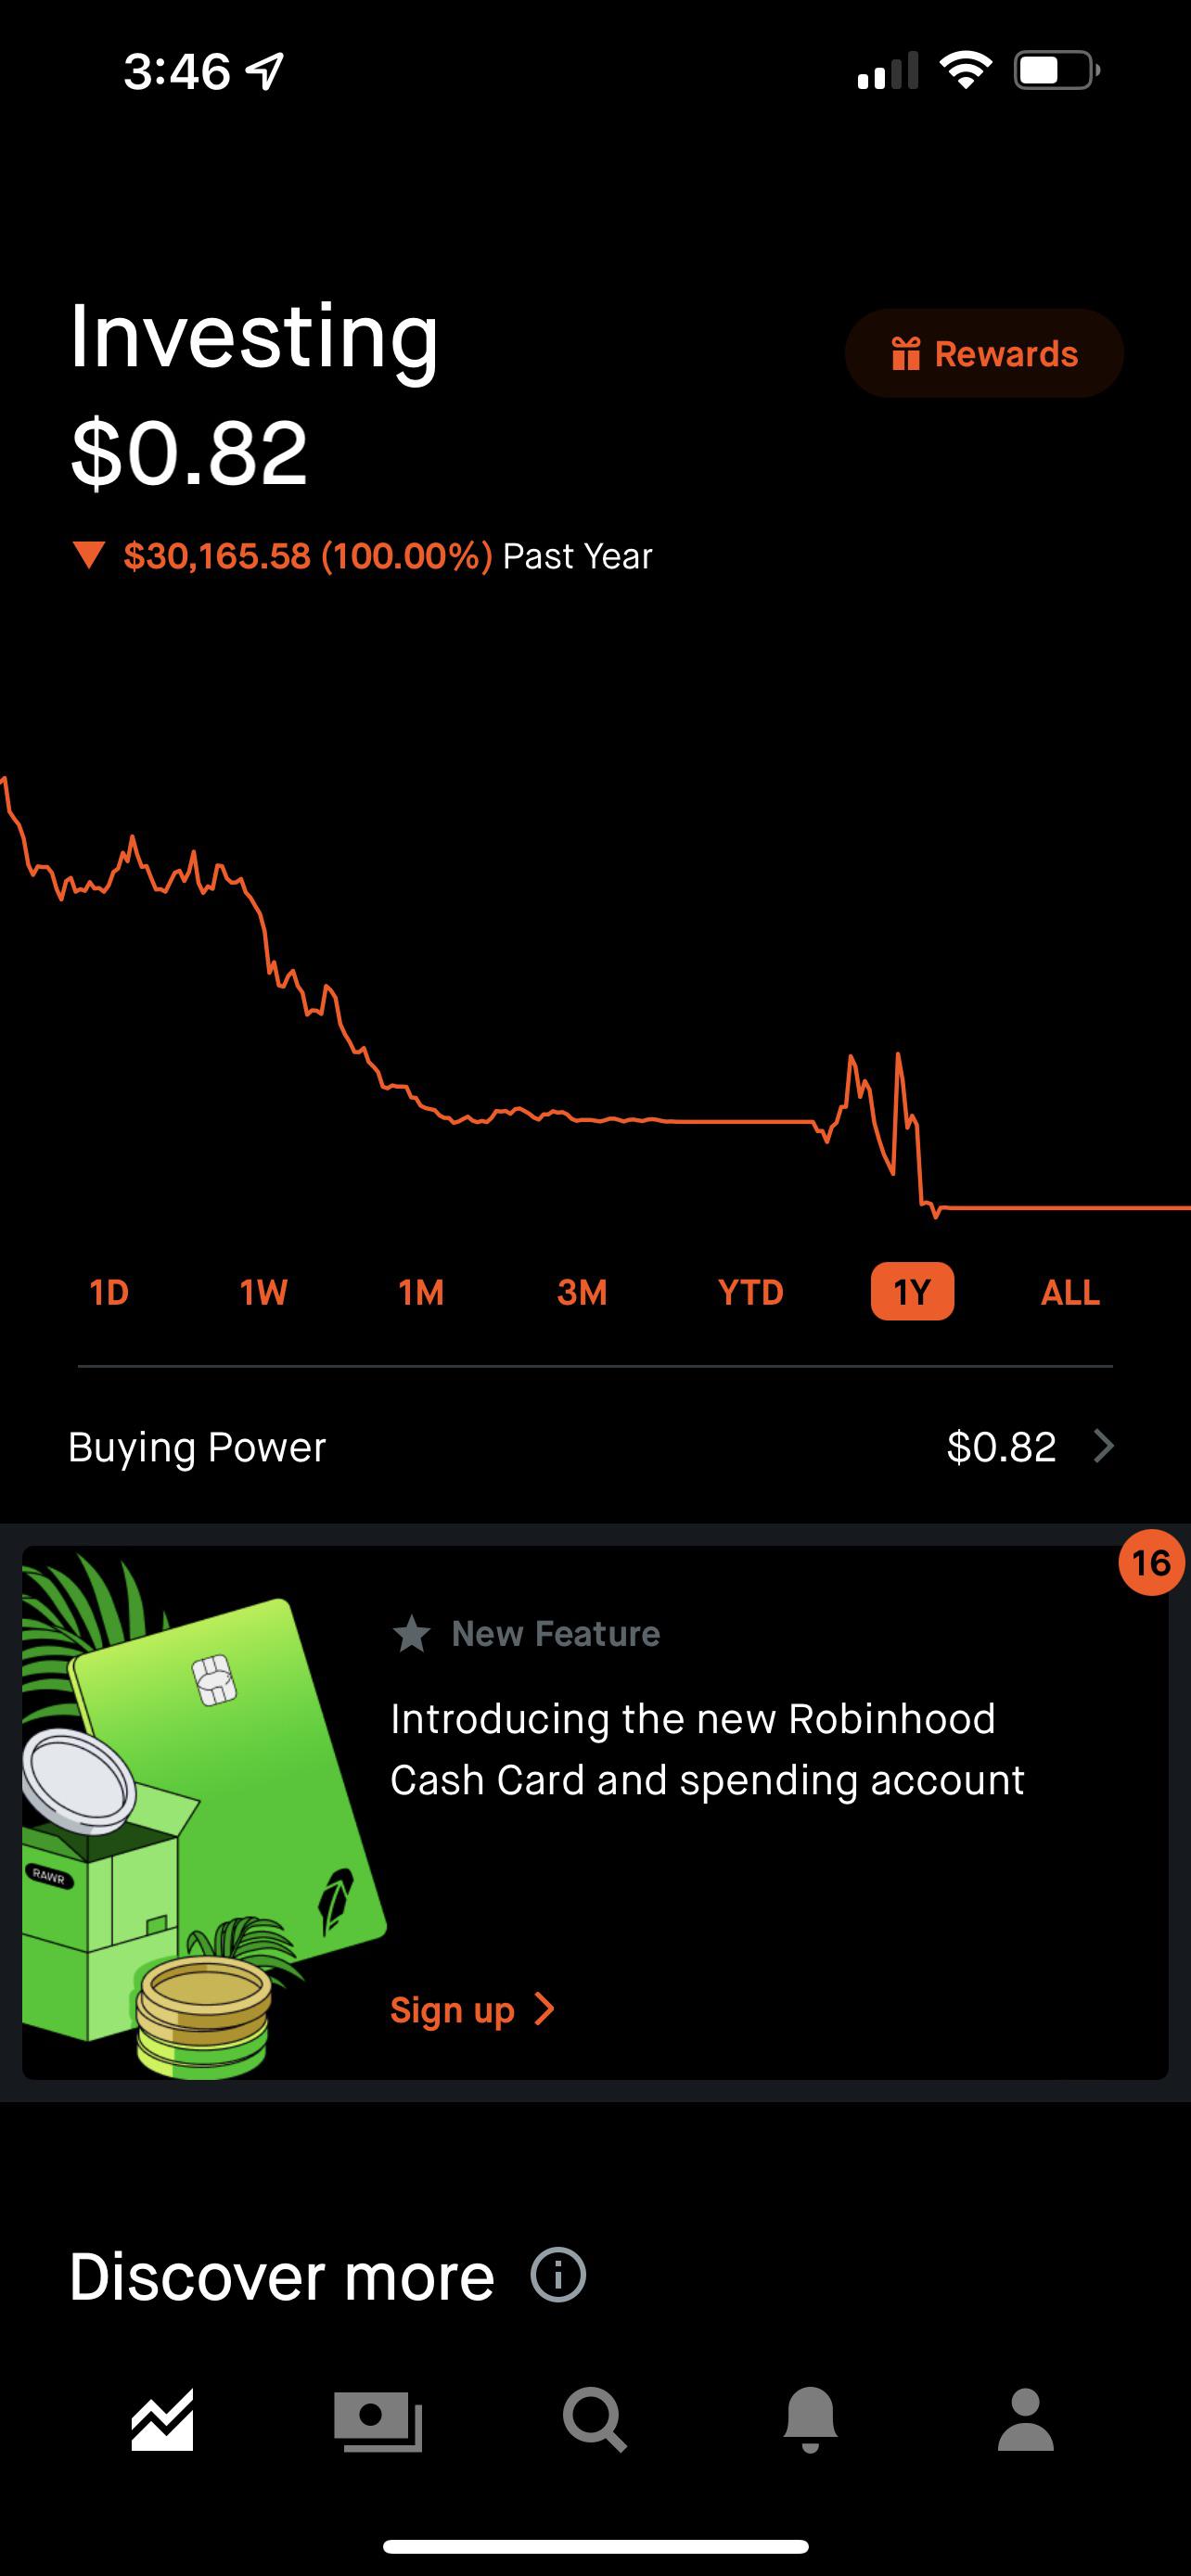 3:46
Investing
Rewards
$0.82
$30,165.58 (100.00%) Past Year
1D 1W 1M 3M YTD 1Y ALL
Buying Power $0.82
16
New Feature
Introducing the new Robinhood
Cash Card and spending account
RAWR
Sign up
Discover more